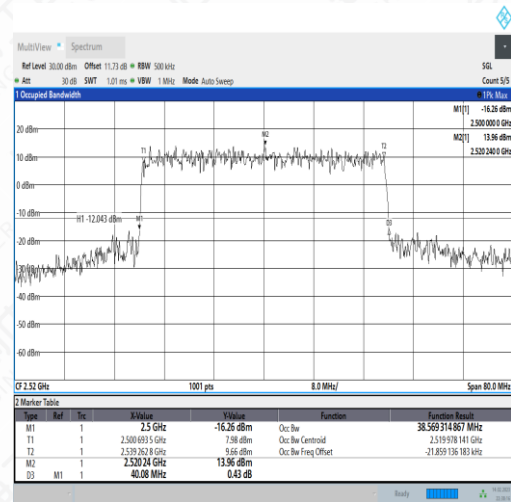 MultiView Spectrum
Ref Level 30.00 dBm Offset 11.73 dB RBW 500 kHz SGL
Att 30 dB SWT 1.01 ms VBW 1 MHz Mode Auto Sweep Count 5/5
1 Occupied Bandwidth 1Pk Max
M1[1] -16.26 dBm
2.500 000 0 GHz
M2[1] 13.96 dBm
2.520 240 0 GHz
20 dBm
M2
T1
T2
10 dBm
0 dBm
-10 dBm
H1 -12.043 dBm
M1
D3
-20 dBm
-30 dBm
-40 dBm
-50 dBm
-60 dBm
CF 2.52 GHz 1001 pts 8.0 MHz/ Span 80.0 MHz
2 Marker Table
Type Ref Trc X-Value Y-Value Function Function Result
M1 1 2.5 GHz -16.26 dBm Occ Bw 38.569 314 867 MHz
T1 1 2.500 693 5 GHz 7.98 dBm Occ Bw Centroid 2.519 978 141 GHz
T2 1 2.539 262 8 GHz 9.66 dBm Occ Bw Freq Offset -21.859 136 183 kHz
M2 1 2.520 24 GHz 13.96 dBm
D3 M1 1 40.08 MHz 0.43 dB
Ready